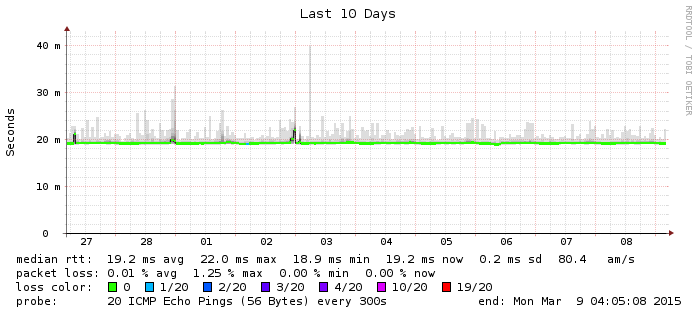 Last 10 Days
RRDTOOL / TOBI OETIKER
Seconds
40 m
30 m
20 m
10 m
0
27 28 01 02 03 04 05 06 07 08
median rtt: 19.2 ms avg 22.0 ms max 18.9 ms min 19.2 ms now 0.2 ms sd 80.4 am/s
packet loss: 0.01 % avg 1.25 % max 0.00 % min 0.00 % now
loss color: 0 1/20 2/20 3/20 4/20 10/20 19/20
probe: 20 ICMP Echo Pings (56 Bytes) every 300s end: Mon Mar 9 04:05:08 2015